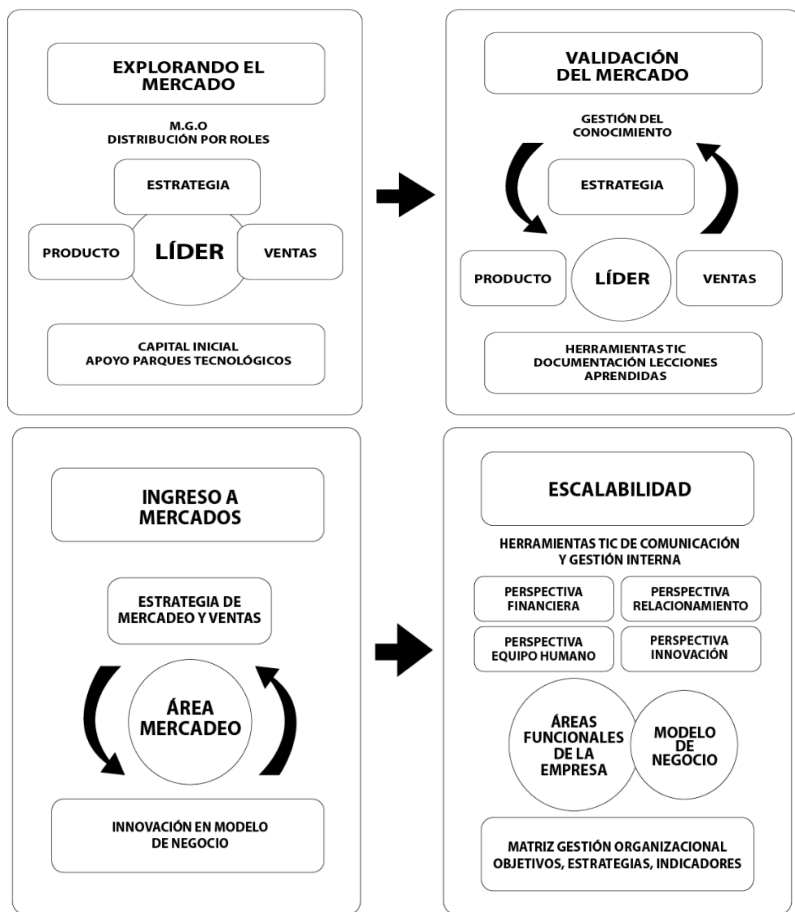 EXPLORANDO EL
MERCADO
M.G.O
DISTRIBUCIÓN POR ROLES
ESTRATEGIA
PRODUCTO
LÍDER
VENTAS
CAPITAL INICIAL
APOYO PARQUES TECNOLÓGICOS
VALIDACIÓN
DEL MERCADO
GESTIÓN DEL
CONOCIMIENTO
ESTRATEGIA
PRODUCTO
LÍDER
VENTAS
HERRAMIENTAS TIC
DOCUMENTACIÓN LECCIONES
APRENDIDAS
INGRESO A
MERCADOS
ESTRATEGIA DE
MERCADEO Y VENTAS
ÁREA
MERCADEO
INNOVACIÓN EN MODELO
DE NEGOCIO
ESCALABILIDAD
HERRAMIENTAS TIC DE COMUNICACIÓN
Y GESTIÓN INTERNA
PERSPECTIVA
FINANCIERA
PERSPECTIVA
RELACIONAMIENTO
PERSPECTIVA
EQUIPO HUMANO
PERSPECTIVA
INNOVACIÓN
ÁREAS
FUNCIONALES
DE LA
EMPRESA
MODELO
DE
NEGOCIO
MATRIZ GESTIÓN ORGANIZACIONAL
OBJETIVOS, ESTRATEGIAS, INDICADORES